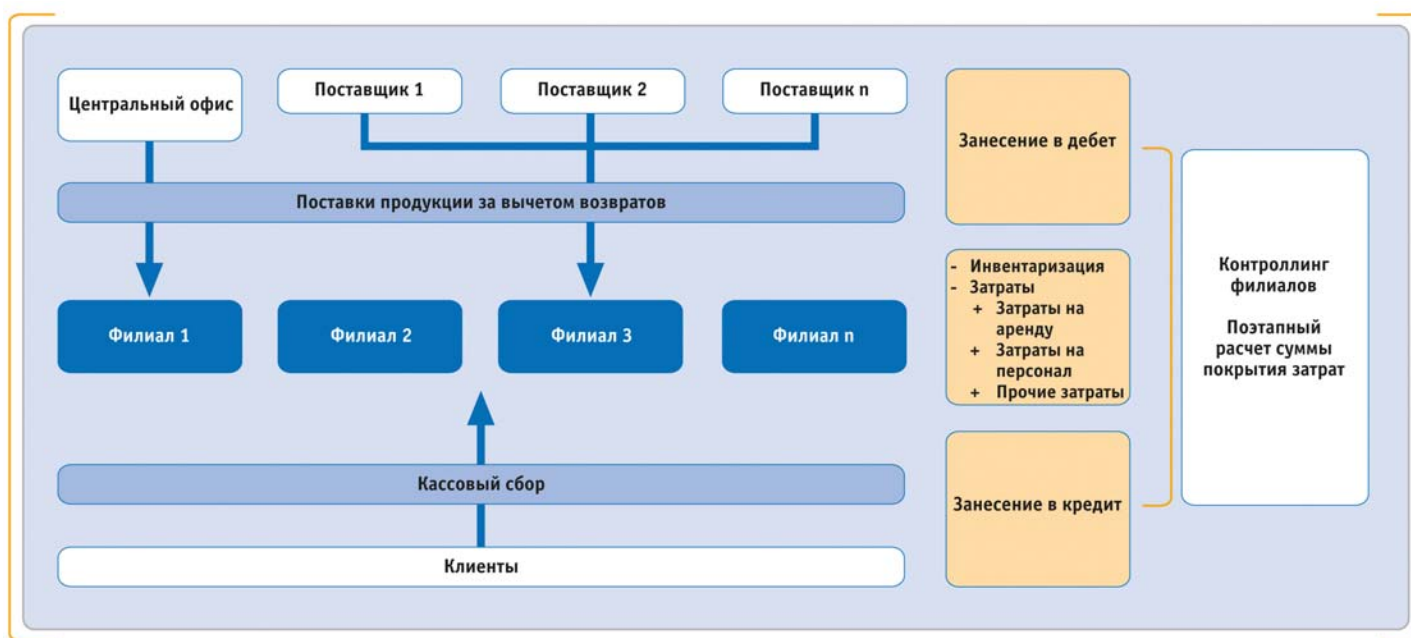 Центральный офис
Поставщик 1
Поставщик 2
Поставщик n
Поставки продукции за вычетом возвратов
Филиал 1
Филиал 2
Филиал 3
Филиал n
Кассовый сбор
Клиенты
Занесение в дебет
- Инвентаризация
- Затраты
+ Затраты на
аренду
+ Затраты на
персонал
+ Прочие затраты
Занесение в кредит
Контроллинг
филиалов
Поэтапный
расчет суммы
покрытия затрат